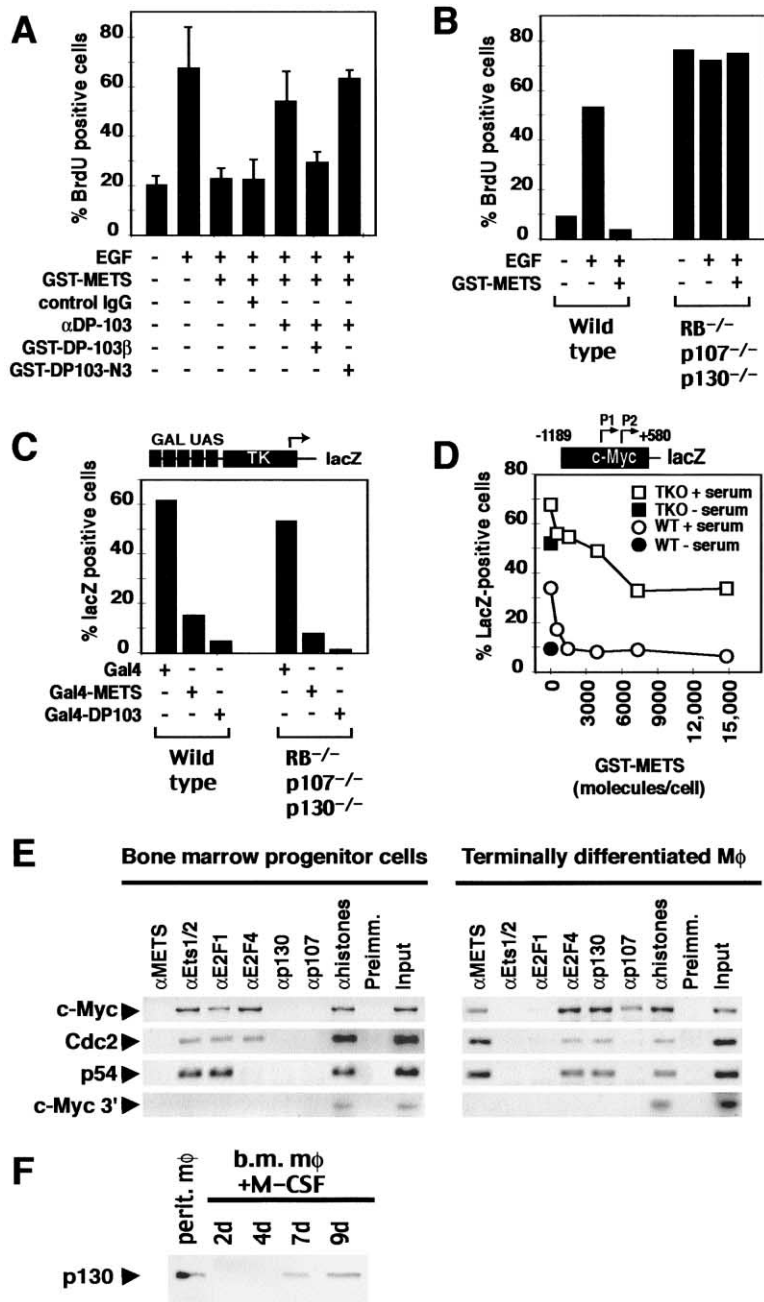 A
% BrdU positive cells
80
60
40
20
0
EGF - + + + + + +
GST-METS - - + + + + +
control IgG - - - + - - -
αDP-103 - - - - + + +
GST-DP-103β - - - - - + -
GST-DP103-N3 - - - - - - +
B
% BrdU positive cells
100
80
60
40
20
0
EGF - + + - + +
GST-METS - - + - - +
Wild type
RB-/-
p107-/-
p130-/-
C
GAL UAS
TK
lacZ
% lacZ positive cells
60
40
20
0
Gal4 + - - + - -
Gal4-METS - + - - + -
Gal4-DP103 - - + - - +
Wild type
RB-/-
p107-/-
p130-/-
D
-1189
P1
P2
+580
c-Myc
lacZ
% LacZ-positive cells
80
60
40
20
0
TKO + serum
TKO - serum
WT + serum
WT - serum
0
3000
6000
9000
12,000
15,000
GST-METS
(molecules/cell)
E
Bone marrow progenitor cells
Terminally differentiated Mϕ
αMETS
αEts1/2
αE2F1
αE2F4
αp130
αp107
αhistones
Preimm.
Input
αMETS
αEts1/2
αE2F1
αE2F4
αp130
αp107
αhistones
Preimm.
Input
c-Myc
Cdc2
p54
c-Myc 3'
F
perit. mϕ
b.m. mϕ
+M-CSF
2d
4d
7d
9d
p130